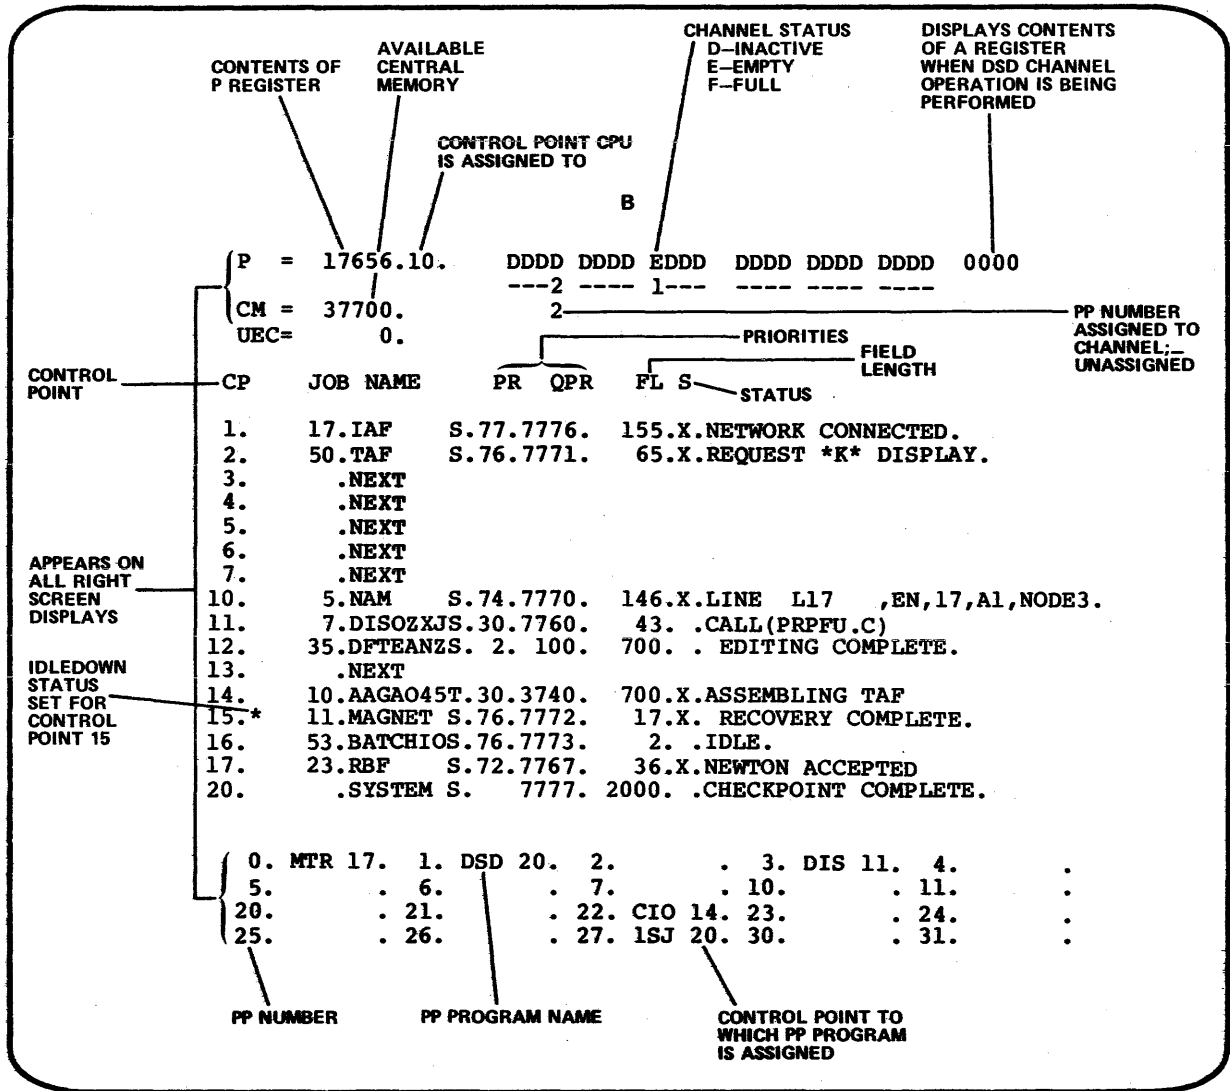 CONTENTS OF
P REGISTER
AVAILABLE
CENTRAL
MEMORY
CHANNEL STATUS
D—INACTIVE
E—EMPTY
F—FULL
DISPLAYS CONTENTS
OF A REGISTER
WHEN DSD CHANNEL
OPERATION IS BEING
PERFORMED
CONTROL POINT CPU
IS ASSIGNED TO
B
P = 17656.10. DDDD DDDD EDDD DDDD DDDD DDDD 0000
---2 ---- 1--- ---- ---- ----
CM = 37700. 2
UEC= 0.
PP NUMBER
ASSIGNED TO
CHANNEL;—
UNASSIGNED
PRIORITIES
FIELD
LENGTH
CONTROL
POINT
CP JOB NAME PR QPR FL S
STATUS
1. 17.IAF S.77.7776. 155.X.NETWORK CONNECTED.
2. 50.TAF S.76.7771. 65.X.REQUEST *K* DISPLAY.
3. .NEXT
4. .NEXT
5. .NEXT
6. .NEXT
7. .NEXT
10. 5.NAM S.74.7770. 146.X.LINE L17 ,EN,17,A1,NODE3.
11. 7.DISOZXJS.30.7760. 43. .CALL(PRPFU.C)
12. 35.DFTEANZS. 2. 100. 700. . EDITING COMPLETE.
13. .NEXT
14. 10.AAGAO45T.30.3740. 700.X.ASSEMBLING TAF
15.* 11.MAGNET S.76.7772. 17.X. RECOVERY COMPLETE.
16. 53.BATCHIOS.76.7773. 2. .IDLE.
17. 23.RBF S.72.7767. 36.X.NEWTON ACCEPTED
20. .SYSTEM S. 7777. 2000. .CHECKPOINT COMPLETE.
APPEARS ON
ALL RIGHT
SCREEN
DISPLAYS
IDLEDOWN
STATUS
SET FOR
CONTROL
POINT 15
0. MTR 17. 1. DSD 20. 2. . 3. DIS 11. 4. .
5. . 6. . 7. . 10. . 11. .
20. . 21. . 22. CIO 14. 23. . 24. .
25. . 26. . 27. 1SJ 20. 30. . 31. .
PP NUMBER
PP PROGRAM NAME
CONTROL POINT TO
WHICH PP PROGRAM
IS ASSIGNED